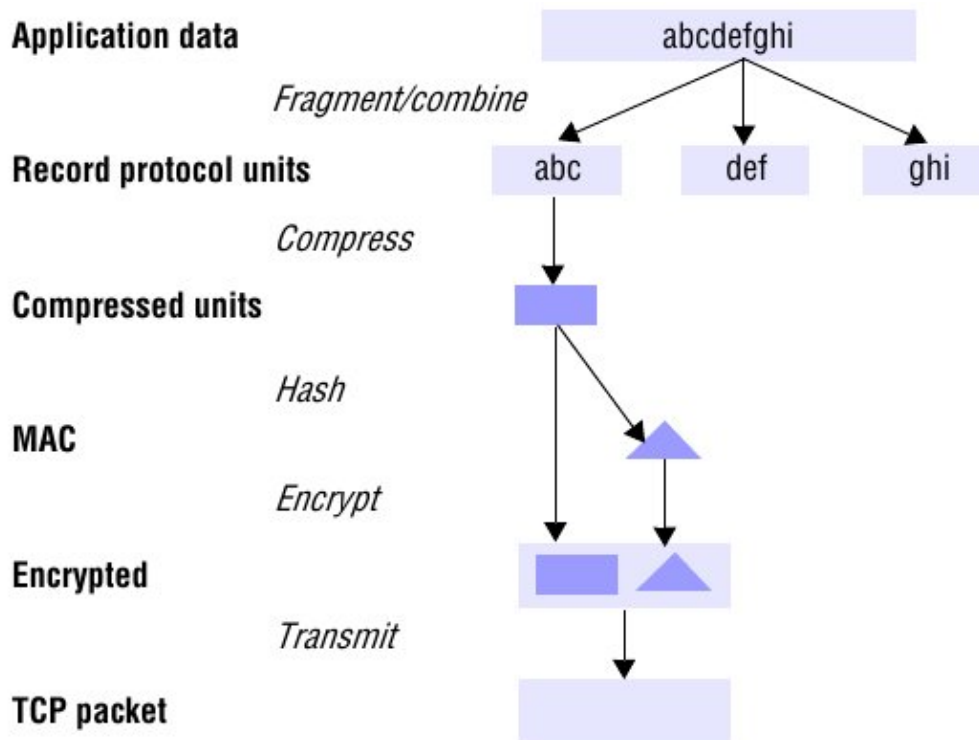 Application data
abcdefghi
Fragment/combine
Record protocol units
abc
def
ghi
Compress
Compressed units
Hash
MAC
Encrypt
Encrypted
Transmit
TCP packet